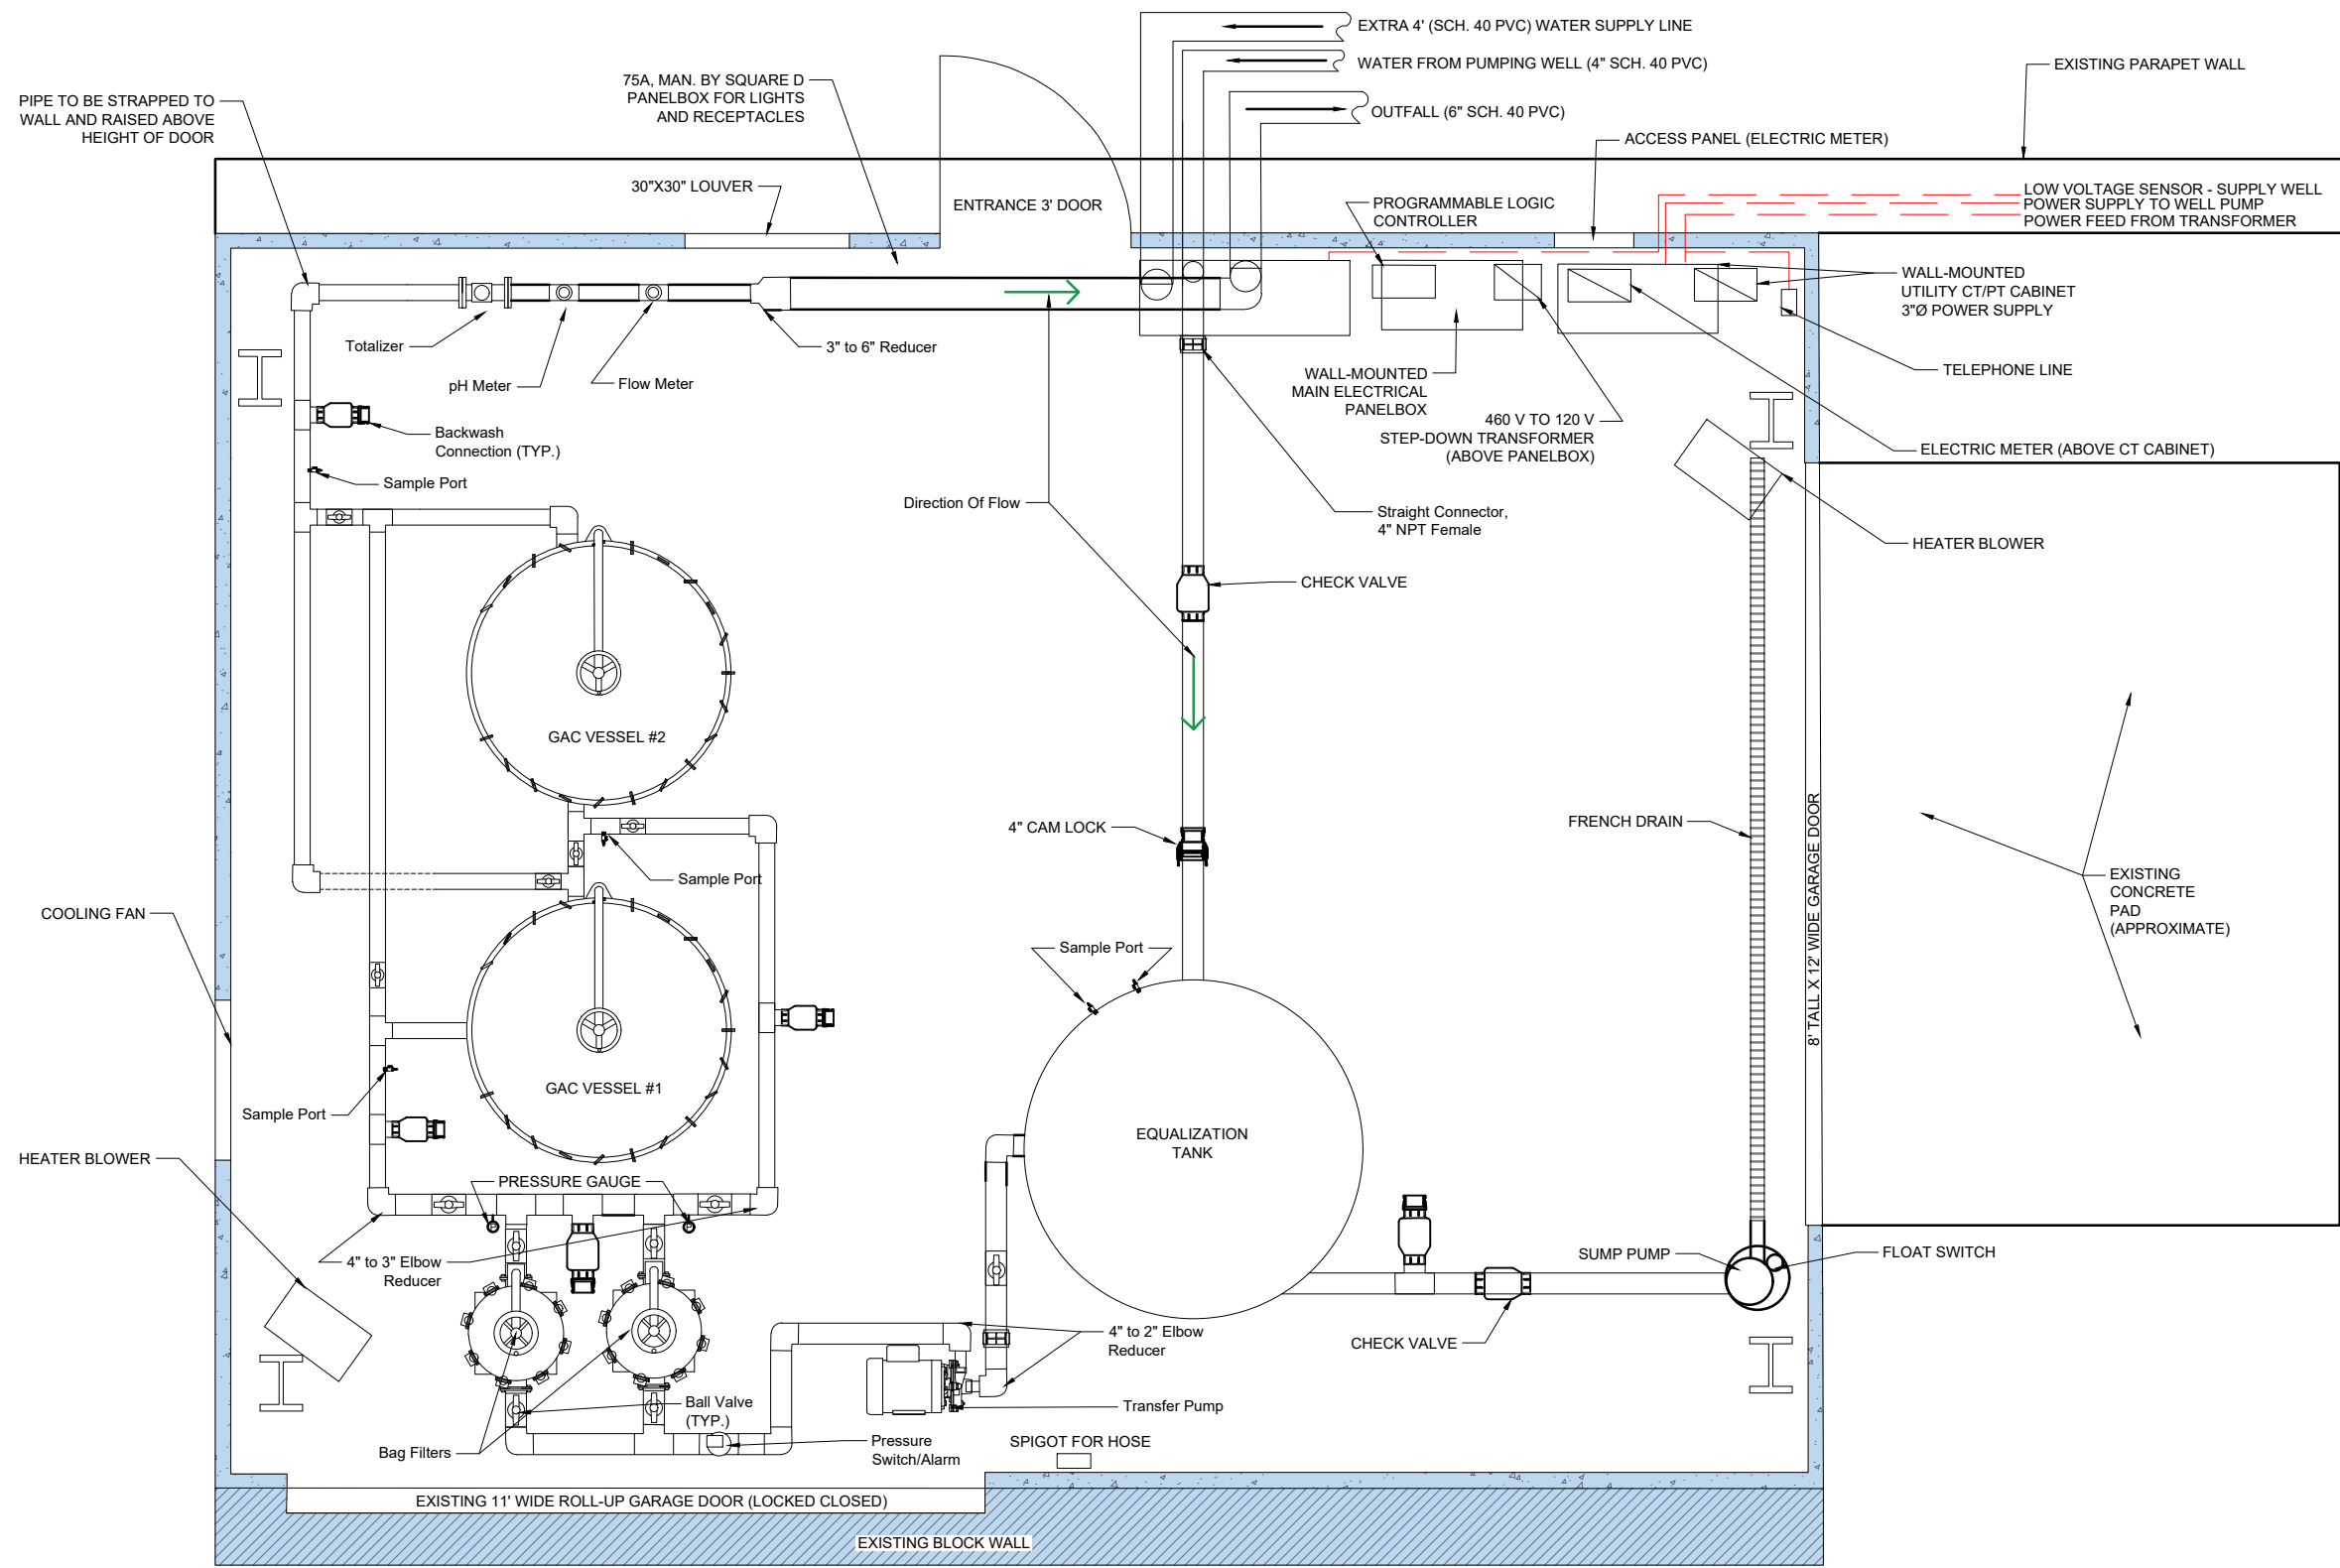 EXTRA 4' (SCH. 40 PVC) WATER SUPPLY LINE
WATER FROM PUMPING WELL (4" SCH. 40 PVC)
EXISTING PARAPET WALL
75A, MAN. BY SQUARE D
PANELBOX FOR LIGHTS
AND RECEPTACLES
PIPE TO BE STRAPPED TO
WALL AND RAISED ABOVE
HEIGHT OF DOOR
OUTFALL (6" SCH. 40 PVC)
ACCESS PANEL (ELECTRIC METER)
30"X30" LOUVER
ENTRANCE 3' DOOR
PROGRAMMABLE LOGIC
CONTROLLER
LOW VOLTAGE SENSOR - SUPPLY WELL
POWER SUPPLY TO WELL PUMP
POWER FEED FROM TRANSFORMER
WALL-MOUNTED
UTILITY CT/PT CABINET
3"Ø POWER SUPPLY
Totalizer
pH Meter
Flow Meter
3" to 6" Reducer
WALL-MOUNTED
MAIN ELECTRICAL
PANELBOX
TELEPHONE LINE
460 V TO 120 V
STEP-DOWN TRANSFORMER
(ABOVE PANELBOX)
ELECTRIC METER (ABOVE CT CABINET)
Backwash
Connection (TYP.)
Sample Port
Direction Of Flow
Straight Connector,
4" NPT Female
HEATER BLOWER
CHECK VALVE
GAC VESSEL #2
4" CAM LOCK
FRENCH DRAIN
8' TALL X 12' WIDE GARAGE DOOR
EXISTING
CONCRETE
PAD
(APPROXIMATE)
Sample Port
COOLING FAN
Sample Port
GAC VESSEL #1
Sample Port
EQUALIZATION
TANK
HEATER BLOWER
PRESSURE GAUGE
4" to 3" Elbow
Reducer
SUMP PUMP
FLOAT SWITCH
CHECK VALVE
4" to 2" Elbow
Reducer
Ball Valve
(TYP.)
Transfer Pump
Bag Filters
Pressure
Switch/Alarm
SPIGOT FOR HOSE
EXISTING 11' WIDE ROLL-UP GARAGE DOOR (LOCKED CLOSED)
EXISTING BLOCK WALL